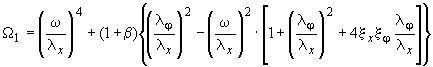 Ω₁ = (ω/λₓ)⁴ + (1+β){(λᵩ/λₓ)² − (ω/λₓ)² · [1 + (λᵩ/λₓ)² + 4ξₓξᵩ λᵩ/λₓ]}